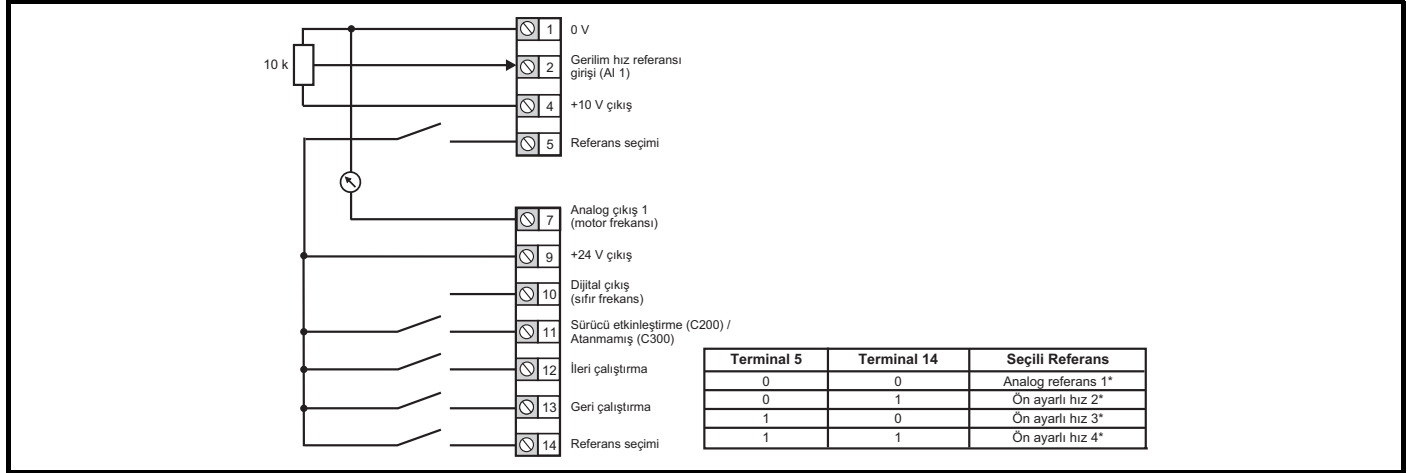 10 k
1 0 V
2 Gerilim hız referansı
girişi (AI 1)
4 +10 V çıkış
5 Referans seçimi
7 Analog çıkış 1
(motor frekansı)
9 +24 V çıkış
10 Dijital çıkış
(sıfır frekans)
11 Sürücü etkinleştirme (C200) /
Atanmamış (C300)
12 İleri çalıştırma
13 Geri çalıştırma
14 Referans seçimi
Terminal 5 Terminal 14 Seçili Referans
0 0 Analog referans 1*
0 1 Ön ayarlı hız 2*
1 0 Ön ayarlı hız 3*
1 1 Ön ayarlı hız 4*